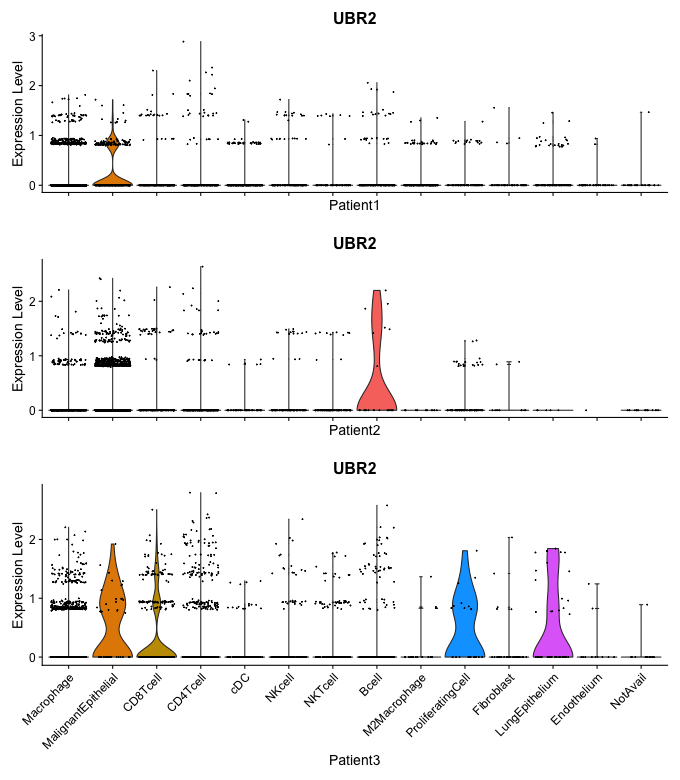 UBR2
Expression Level
3
2
1
0
Patient1
UBR2
Expression Level
2
1
0
Patient2
UBR2
Expression Level
2
1
0
Macrophage
MalignantEpithelial
CD8Tcell
CD4Tcell
cDC
NKcell
NKTcell
Bcell
M2Macrophage
ProliferatingCell
Fibroblast
LungEpithelium
Endothelium
NotAvail
Patient3